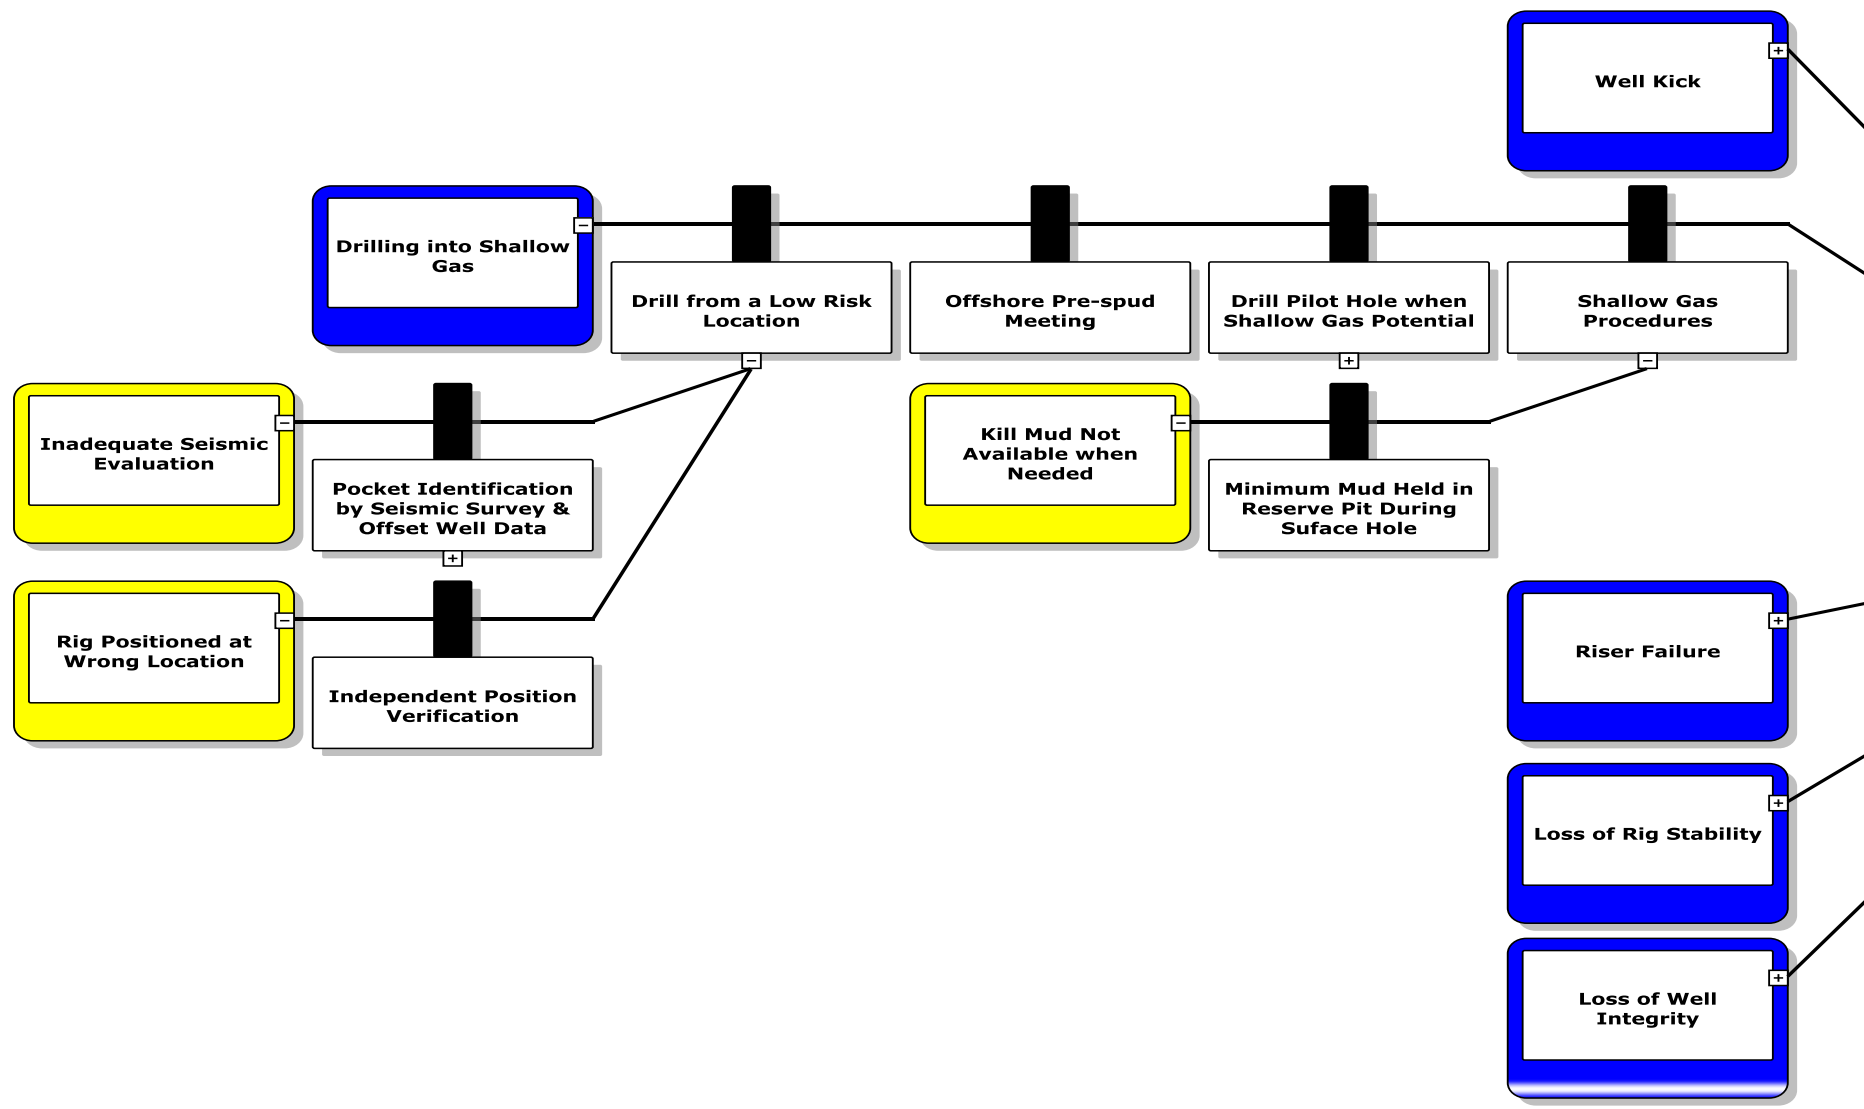 Well Kick
Drilling into Shallow
Gas
Drill from a Low Risk
Location
Offshore Pre-spud
Meeting
Drill Pilot Hole when
Shallow Gas Potential
Shallow Gas
Procedures
Inadequate Seismic
Evaluation
Pocket Identification
by Seismic Survey &
Offset Well Data
Kill Mud Not
Available when
Needed
Minimum Mud Held in
Reserve Pit During
Suface Hole
Rig Positioned at
Wrong Location
Independent Position
Verification
Riser Failure
Loss of Rig Stability
Loss of Well
Integrity